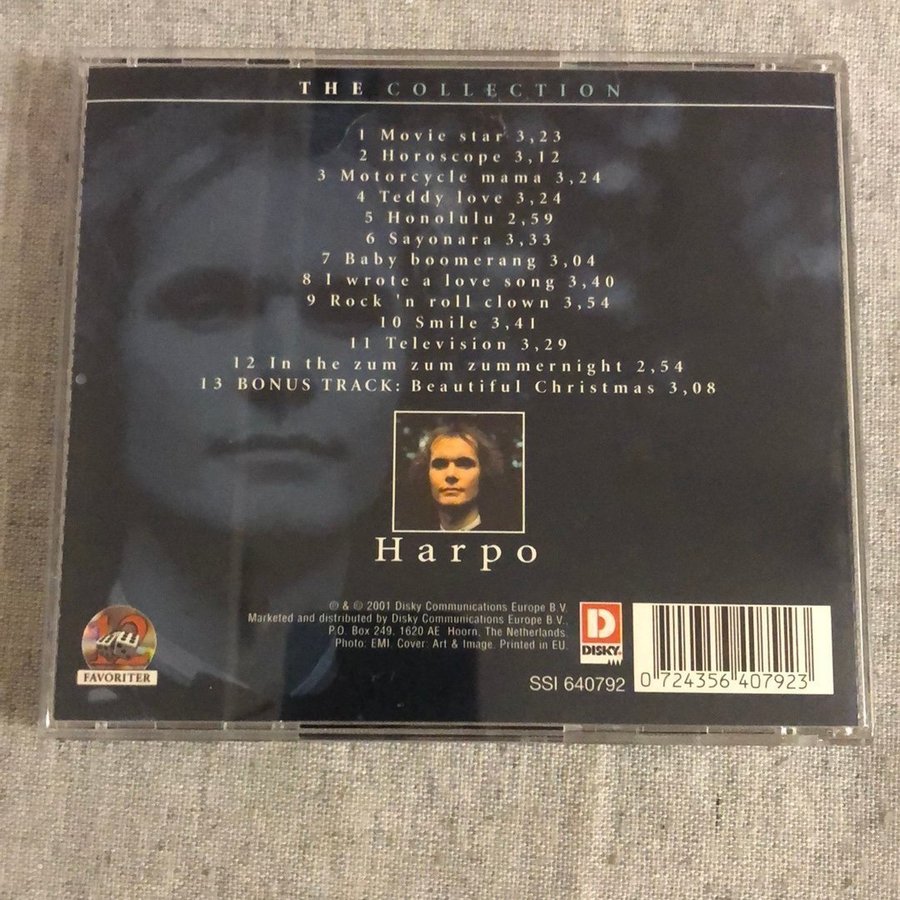 THE COLLECTION
1 Movie star 3,23
2 Horoscope 3,12
3 Motorcycle mama 3,24
4 Teddy love 3,24
5 Honolulu 2,59
6 Sayonara 3,33
7 Baby boomerang 3,04
8 I wrote a love song 3,40
9 Rock 'n roll clown 3,54
10 Smile 3,41
11 Television 3,29
12 In the zum zum zummernight 2,54
13 BONUS TRACK: Beautiful Christmas 3,08
Harpo
℗ & © 2001 Disky Communications Europe B.V.
Marketed and distributed by Disky Communications Europe B.V.,
P.O. Box 249, 1620 AE Hoorn, The Netherlands.
Photo: EMI. Cover: Art & Image. Printed in EU.
D
DISKY
SSI 640792
0 724356 407923
12
FAVORITER